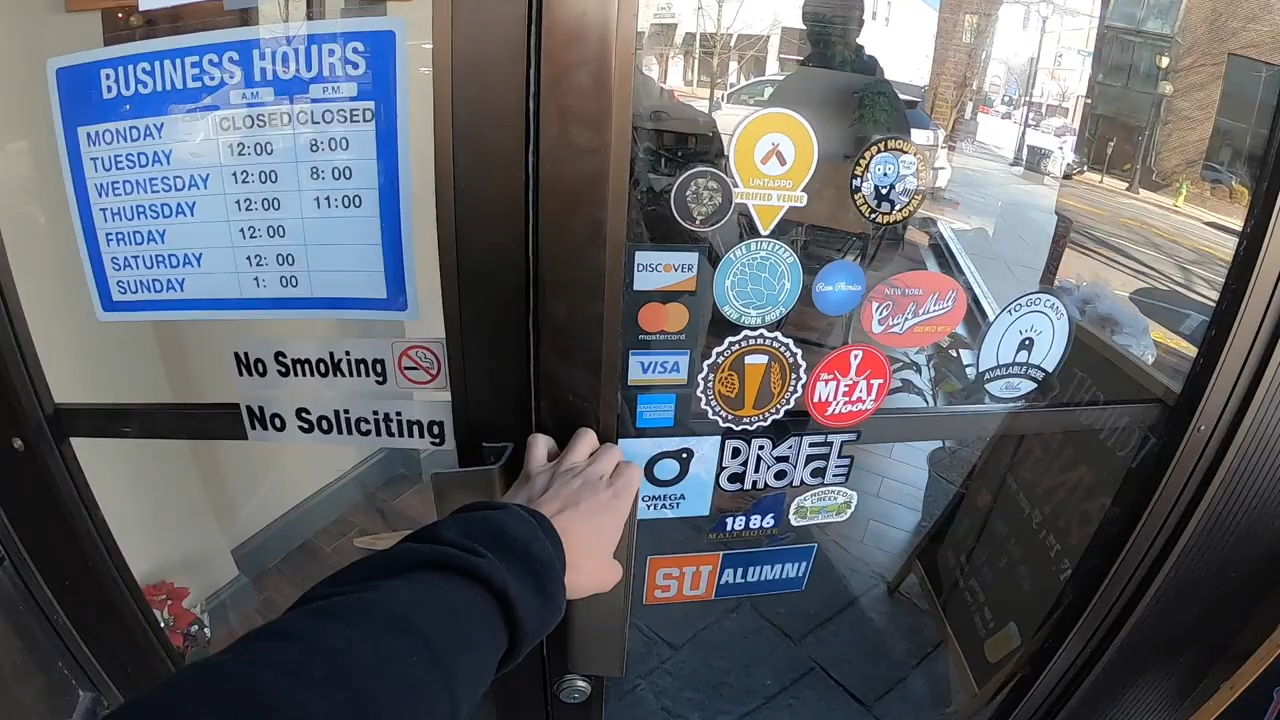 BUSINESS HOURS
A.M. P.M.
MONDAY CLOSED CLOSED
TUESDAY 12:00 8:00
WEDNESDAY 12:00 8:00
THURSDAY 12:00 11:00
FRIDAY 12:00
SATURDAY 12:00
SUNDAY 1:00
No Smoking
No Soliciting
UNTAPPD
VERIFIED VENUE
HAPPY HOUR
SEAL APPROVAL
DISCOVER
THE BINEYARD
NEW YORK HOPS
Raw Phonics
NEW YORK
Craft Malt
BREWED WITH
TO-GO CANS
AVAILABLE HERE
mastercard
VISA
AMERICAN HOMEBREWERS ASSOCIATION
The
MEAT
Hook
AMERICAN
EXPRESS
DRAFT
CHOICE
OMEGA
YEAST
CROOKED
CREEK
1886
MALT HOUSE
SU ALUMNI